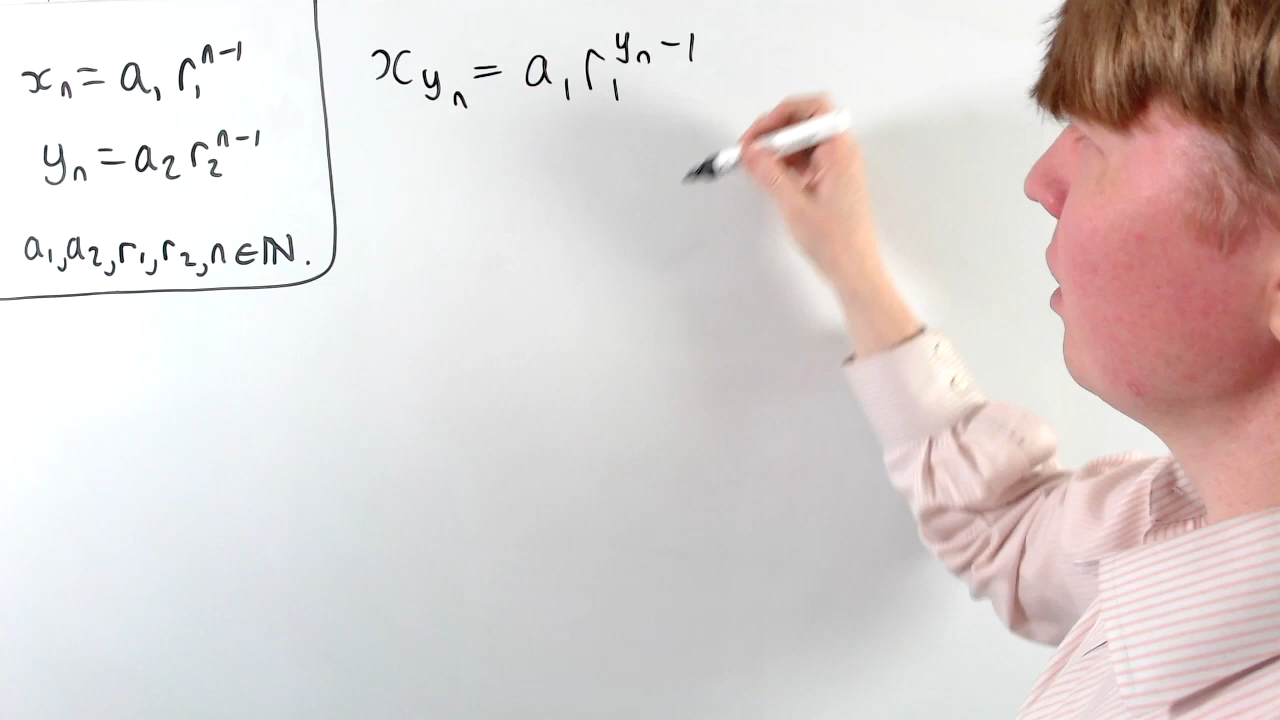 xₙ = a₁ r₁ⁿ⁻¹
yₙ = a₂ r₂ⁿ⁻¹
a₁, a₂, r₁, r₂, n ∈ ℕ.
x_{yₙ} = a₁ r₁^{yₙ-1}